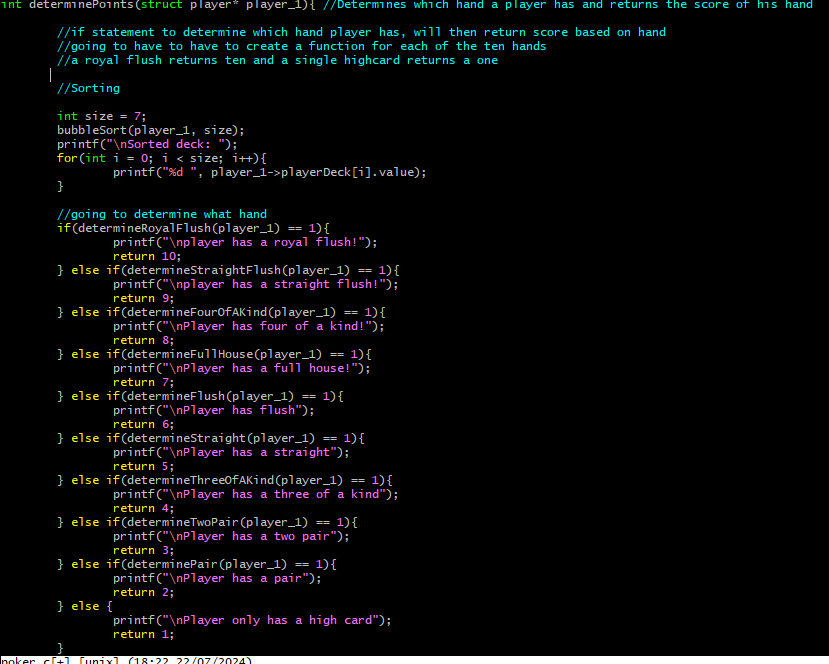 int determinePoints(struct player* player_1){ //Determines which hand a player has and returns the score of his hand
//if statement to determine which hand player has, will then return score based on hand
//going to have to have to create a function for each of the ten hands
//a royal flush returns ten and a single highcard returns a one
//Sorting
int size = 7;
bubbleSort(player_1, size);
printf("\nSorted deck: ");
for(int i = 0; i < size; i++){
printf("%d ", player_1->playerDeck[i].value);
}
//going to determine what hand
if(determineRoyalFlush(player_1) == 1){
printf("\nplayer has a royal flush!");
return 10;
} else if(determineStraightFlush(player_1) == 1){
printf("\nplayer has a straight flush!");
return 9;
} else if(determineFourOfAKind(player_1) == 1){
printf("\nPlayer has four of a kind!");
return 8;
} else if(determineFullHouse(player_1) == 1){
printf("\nPlayer has a full house!");
return 7;
} else if(determineFlush(player_1) == 1){
printf("\nPlayer has flush");
return 6;
} else if(determineStraight(player_1) == 1){
printf("\nPlayer has a straight");
return 5;
} else if(determineThreeOfAKind(player_1) == 1){
printf("\nPlayer has a three of a kind");
return 4;
} else if(determineTwoPair(player_1) == 1){
printf("\nPlayer has a two pair");
return 3;
} else if(determinePair(player_1) == 1){
printf("\nPlayer has a pair");
return 2;
} else {
printf("\nPlayer only has a high card");
return 1;
}
poker.c[+] [unix] (18:22 22/07/2024)